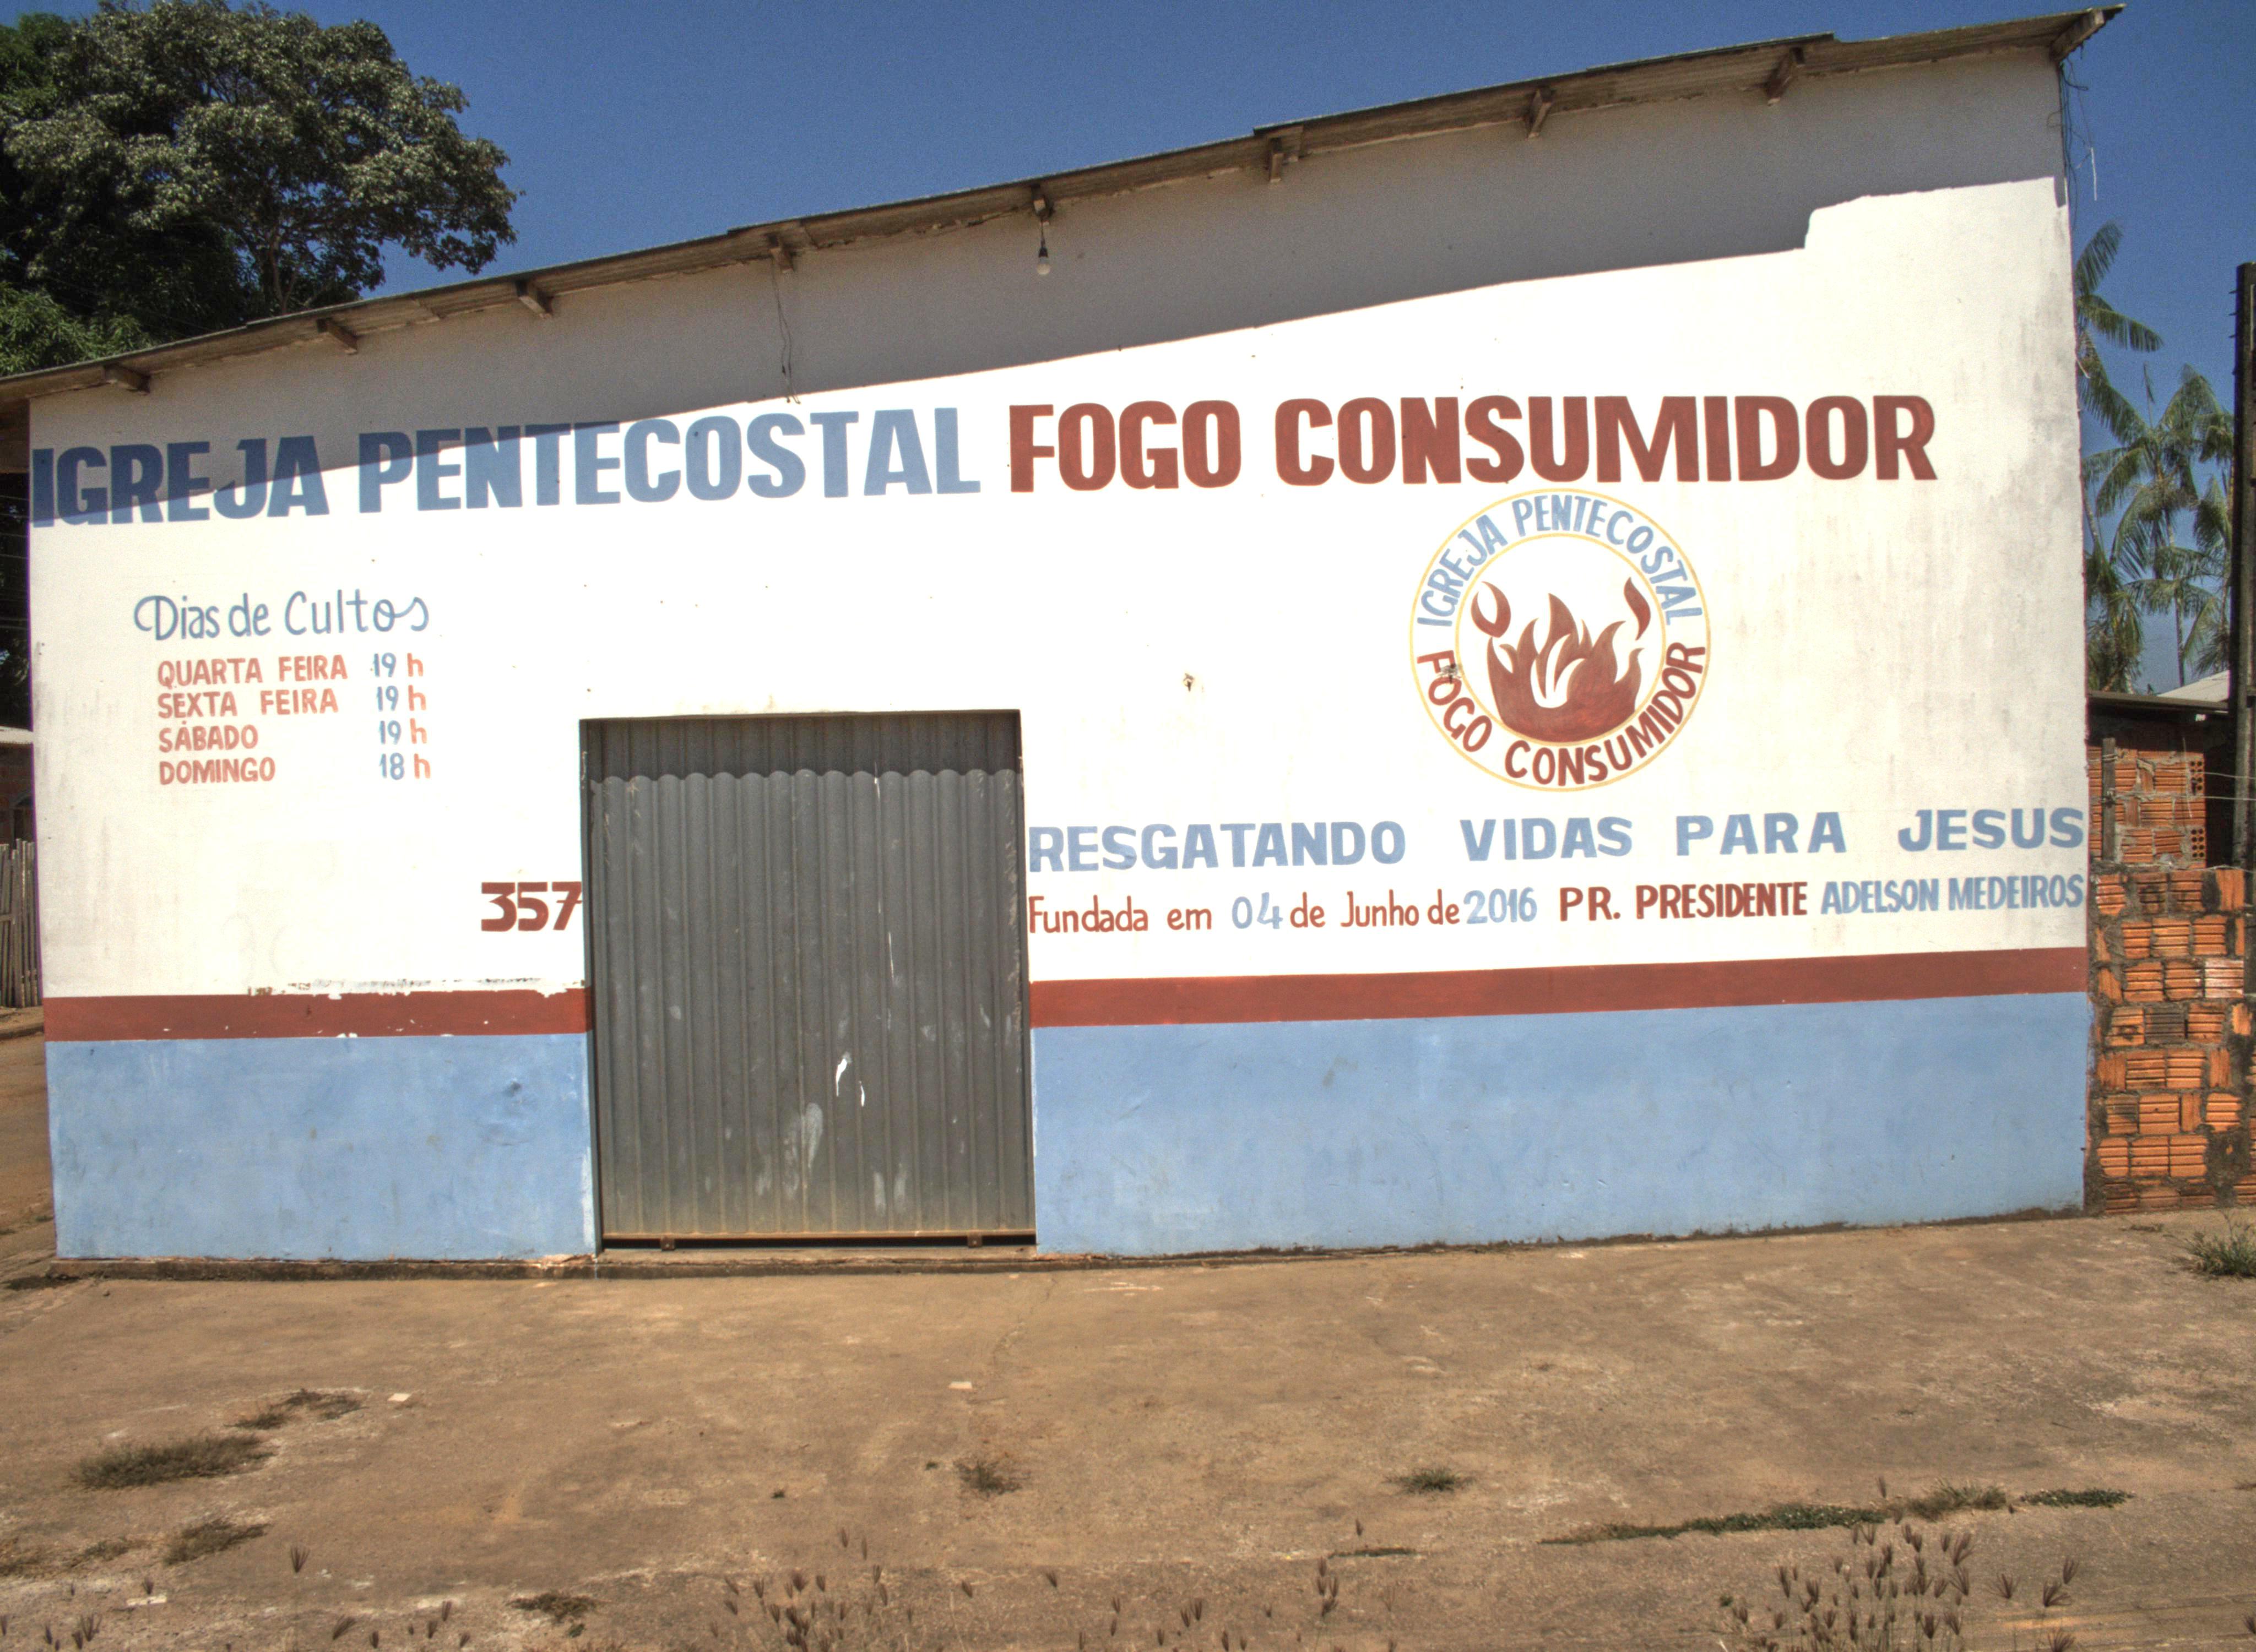 IGREJA PENTECOSTAL FOGO CONSUMIDOR
IGREJA PENTECOSTAL
FOGO CONSUMIDOR
Dias de Cultos
QUARTA FEIRA 19 h
SEXTA FEIRA 19 h
SÁBADO 19 h
DOMINGO 18 h
357
RESGATANDO VIDAS PARA JESUS
Fundada em 04 de Junho de 2016 PR. PRESIDENTE ADELSON MEDEIROS